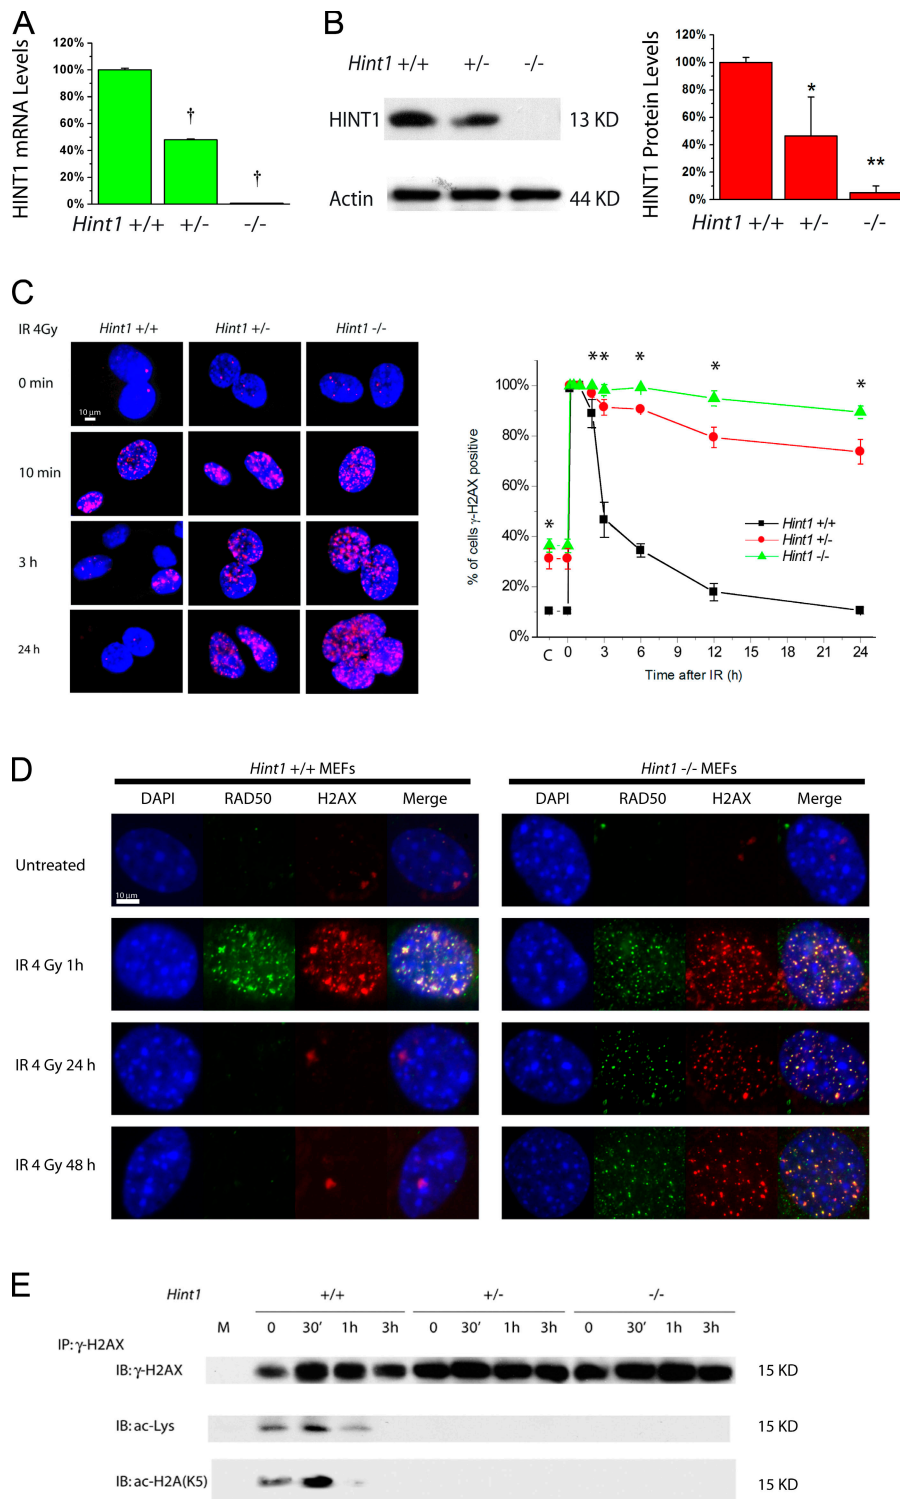 A
HINT1 mRNA Levels
120%
100%
80%
60%
40%
20%
0%
†
†
Hint1 +/+ +/- -/-
B
Hint1 +/+ +/- -/-
HINT1 13 KD
Actin 44 KD
HINT1 Protein Levels
120%
100%
80%
60%
40%
20%
0%
*
**
Hint1 +/+ +/- -/-
C
IR 4Gy Hint1 +/+ Hint1 +/- Hint1 -/-
0 min
10 µm
10 min
3 h
24 h
% of cells γ-H2AX positive
100%
80%
60%
40%
20%
0%
* ** * * *
Hint1 +/+
Hint1 +/-
Hint1 -/-
C 0 3 6 9 12 15 18 21 24
Time after IR (h)
D
Hint1 +/+ MEFs
Hint1 -/- MEFs
DAPI RAD50 H2AX Merge
DAPI RAD50 H2AX Merge
Untreated
10 µm
IR 4 Gy 1h
IR 4 Gy 24 h
IR 4 Gy 48 h
E
Hint1 +/+ +/- -/-
M 0 30′ 1h 3h 0 30′ 1h 3h 0 30′ 1h 3h
IP: γ-H2AX
IB: γ-H2AX 15 KD
IB: ac-Lys 15 KD
IB: ac-H2A(K5) 15 KD